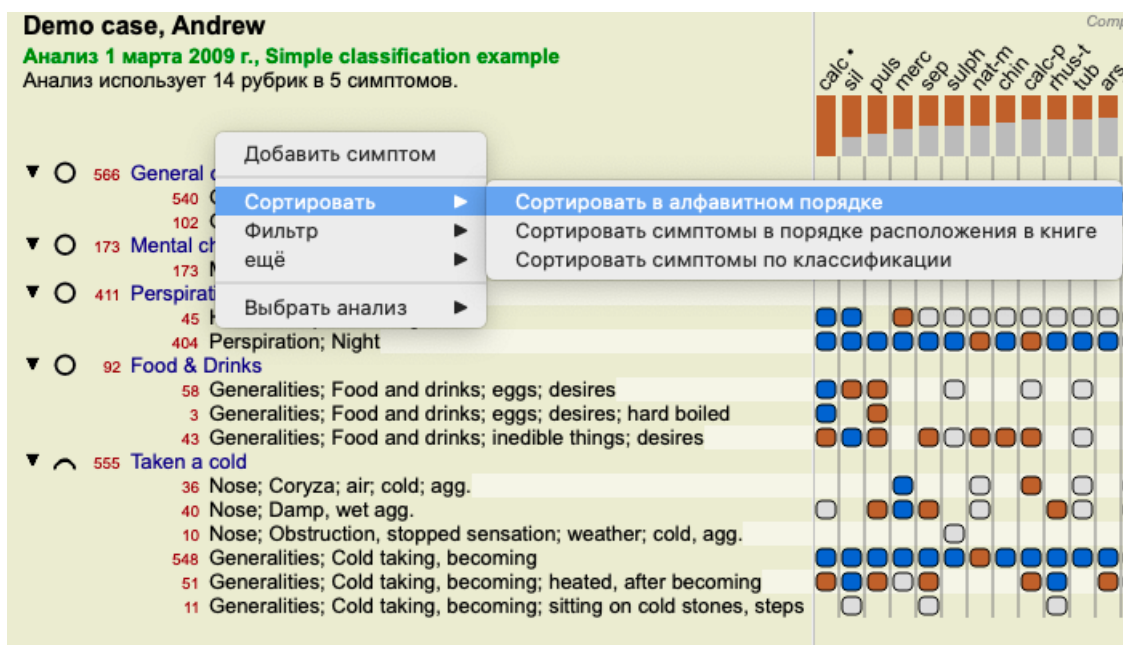 Demo case, Andrew
Анализ 1 марта 2009 г., Simple classification example
Анализ использует 14 рубрик в 5 симптомов.
Comp
calc• sil puls merc sep sulph nat-m chin calc-p rhus-t tub ars
Добавить симптом
Сортировать
Фильтр
ещё
Выбрать анализ
Сортировать в алфавитном порядке
Сортировать симптомы в порядке расположения в книге
Сортировать симптомы по классификации
566 General
540
102
173 Mental ch
173
411 Perspirati
45
404 Perspiration; Night
92 Food & Drinks
58 Generalities; Food and drinks; eggs; desires
3 Generalities; Food and drinks; eggs; desires; hard boiled
43 Generalities; Food and drinks; inedible things; desires
555 Taken a cold
36 Nose; Coryza; air; cold; agg.
40 Nose; Damp, wet agg.
10 Nose; Obstruction, stopped sensation; weather; cold, agg.
548 Generalities; Cold taking, becoming
51 Generalities; Cold taking, becoming; heated, after becoming
11 Generalities; Cold taking, becoming; sitting on cold stones, steps